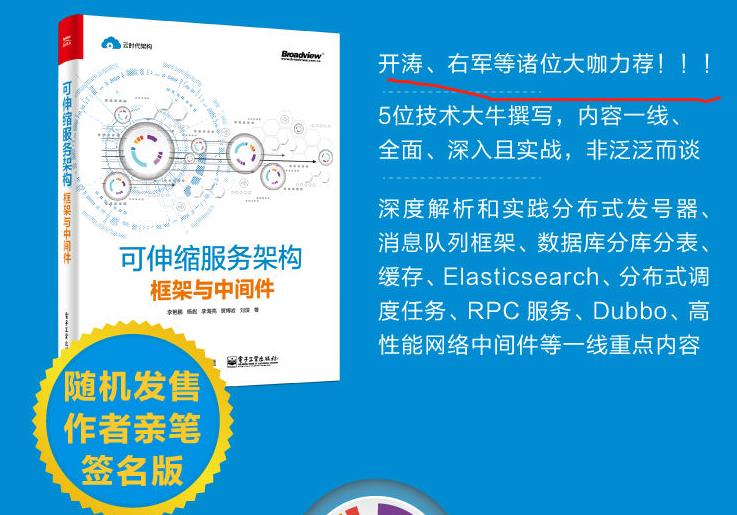 云时代架构
Broadview®
www.broadview.com.cn
可伸缩服务架构
框架与中间件
可伸缩服务架构
框架与中间件
李艳鹏 杨彪 李海亮 贾博岩 刘淏 著
电子工业出版社
随机发售
作者亲笔
签名版
开涛、右军等诸位大咖力荐！！！
5位技术大牛撰写，内容一线、
全面、深入且实战，非泛泛而谈
深度解析和实践分布式发号器、
消息队列框架、数据库分库分表、
缓存、Elasticsearch、分布式调
度任务、RPC 服务、Dubbo、高
性能网络中间件等一线重点内容